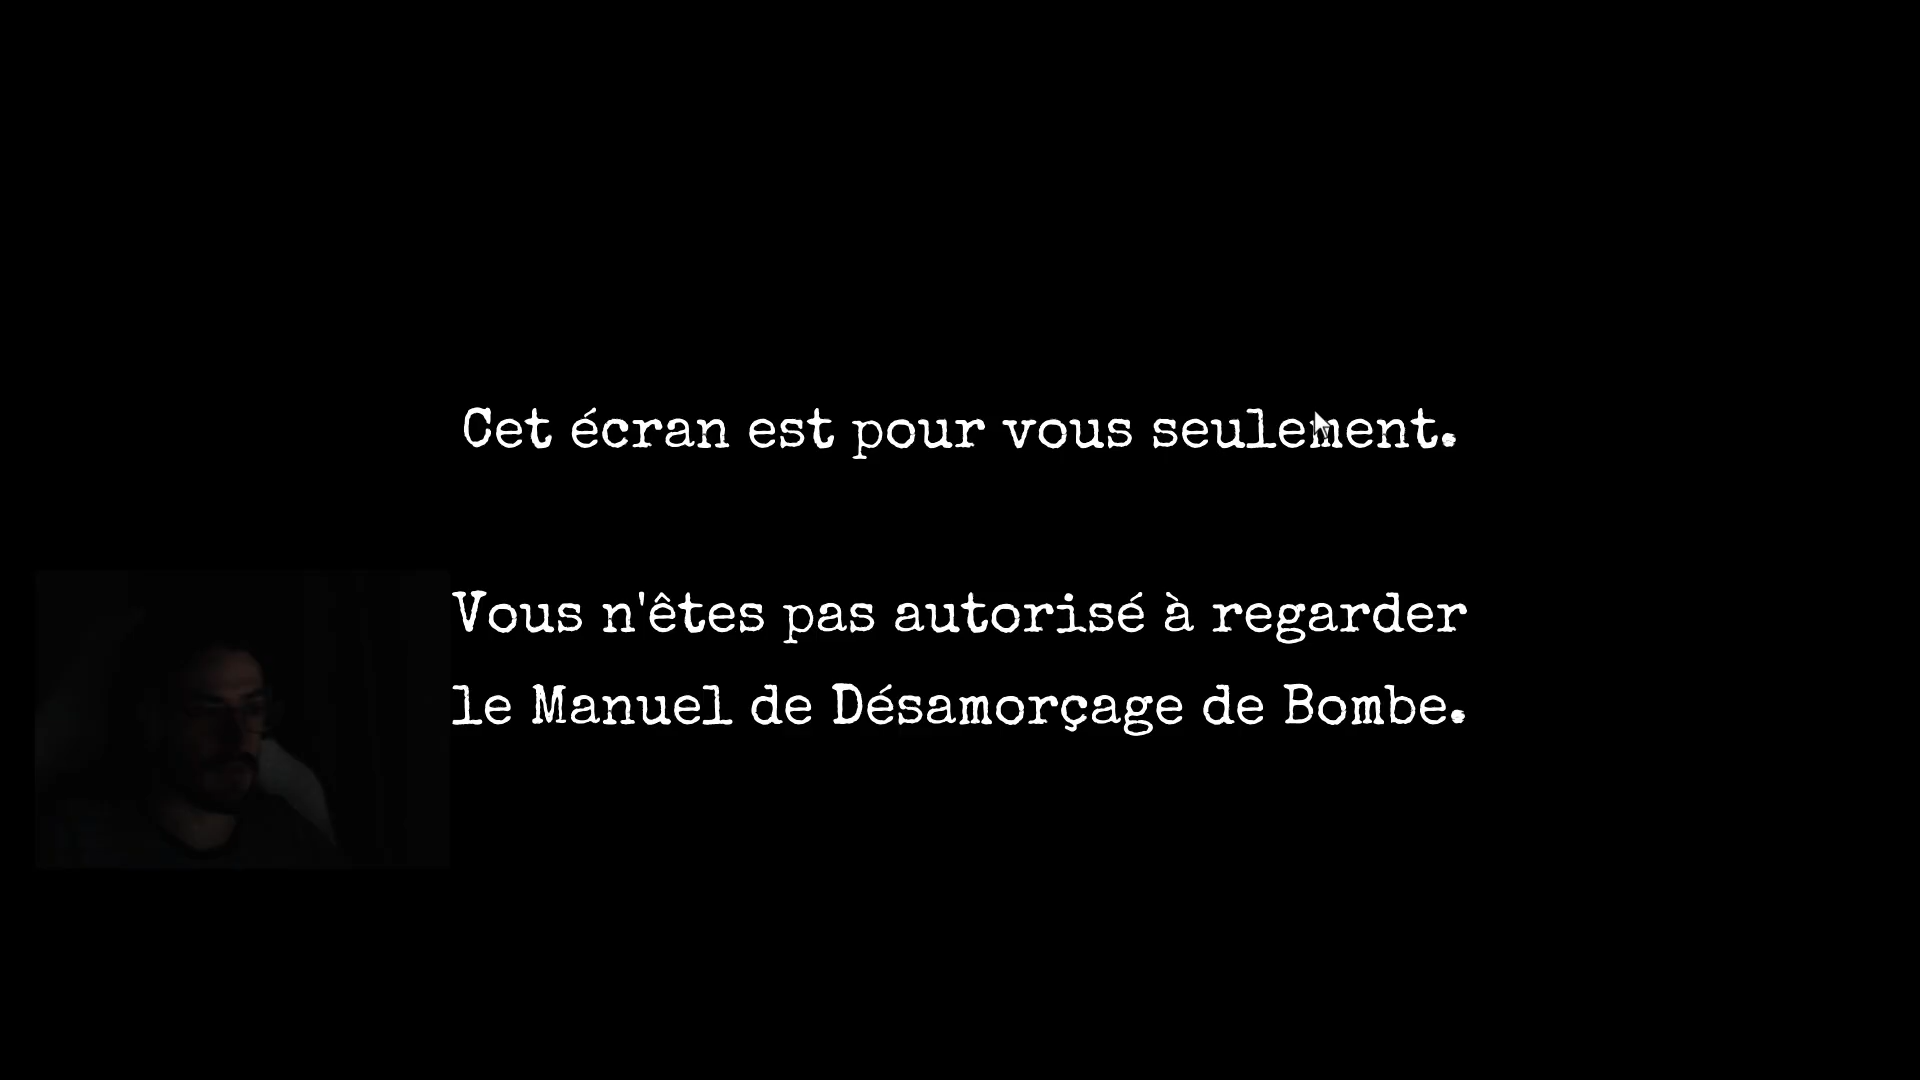 Cet écran est pour vous seulement.
Vous n'êtes pas autorisé à regarder
le Manuel de Désamorçage de Bombe.